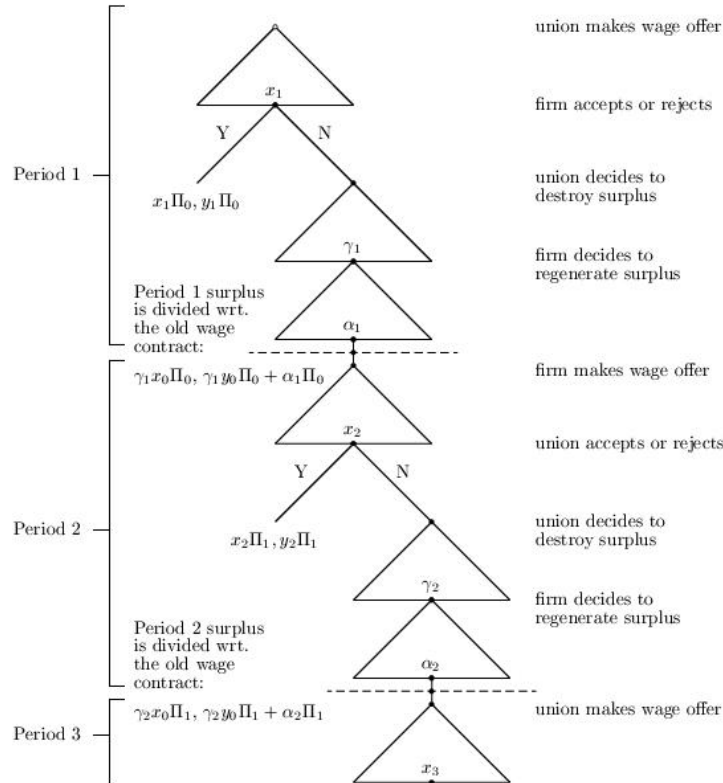 union makes wage offer
x₁
firm accepts or rejects
Y
N
Period 1
union decides to
destroy surplus
x₁Π₀, y₁Π₀
γ₁
firm decides to
regenerate surplus
Period 1 surplus
is divided wrt.
the old wage
contract:
α₁
γ₁x₀Π₀, γ₁y₀Π₀ + α₁Π₀
firm makes wage offer
x₂
union accepts or rejects
Y
N
Period 2
union decides to
destroy surplus
x₂Π₁, y₂Π₁
γ₂
firm decides to
regenerate surplus
Period 2 surplus
is divided wrt.
the old wage
contract:
α₂
γ₂x₀Π₁, γ₂y₀Π₁ + α₂Π₁
union makes wage offer
Period 3
x₃